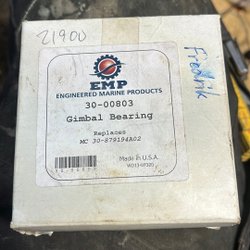 21900
Fredrik
EMP
ENGINEERED MARINE PRODUCTS
30-00803
Gimbal Bearing
Replaces
MC 30-879194A02
Made in U.S.A.